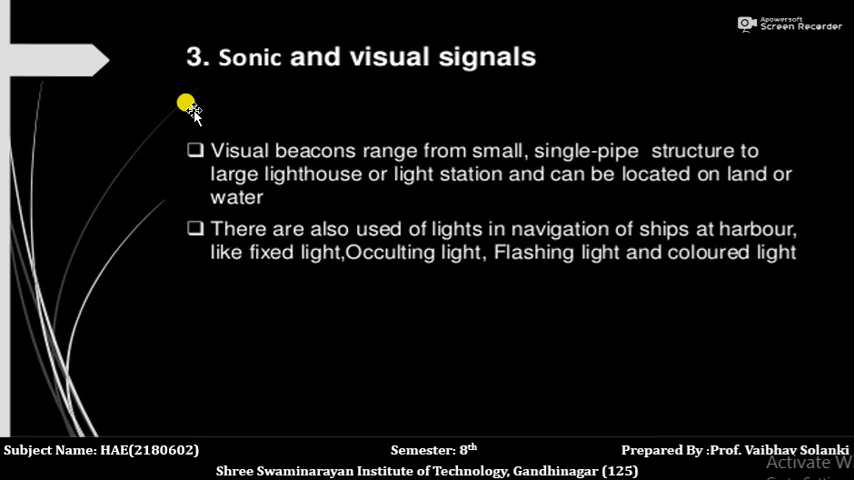 Apowersoft
Screen Recorder
3. Sonic and visual signals
Visual beacons range from small, single-pipe structure to
large lighthouse or light station and can be located on land or
water
There are also used of lights in navigation of ships at harbour,
like fixed light,Occulting light, Flashing light and coloured light
Subject Name: HAE(2180602) Semester: 8th Prepared By :Prof. Vaibhav Solanki
Activate W
Shree Swaminarayan Institute of Technology, Gandhinagar (125)